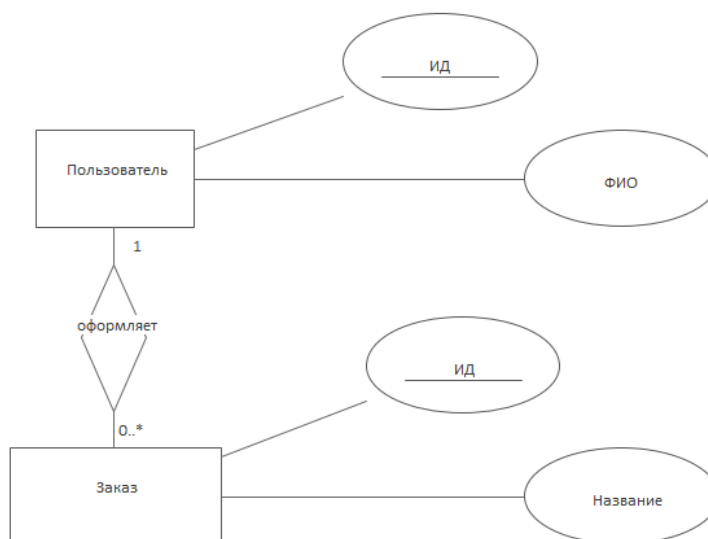 ИД
Пользователь
ФИО
1
оформляет
ИД
0..*
Заказ
Название